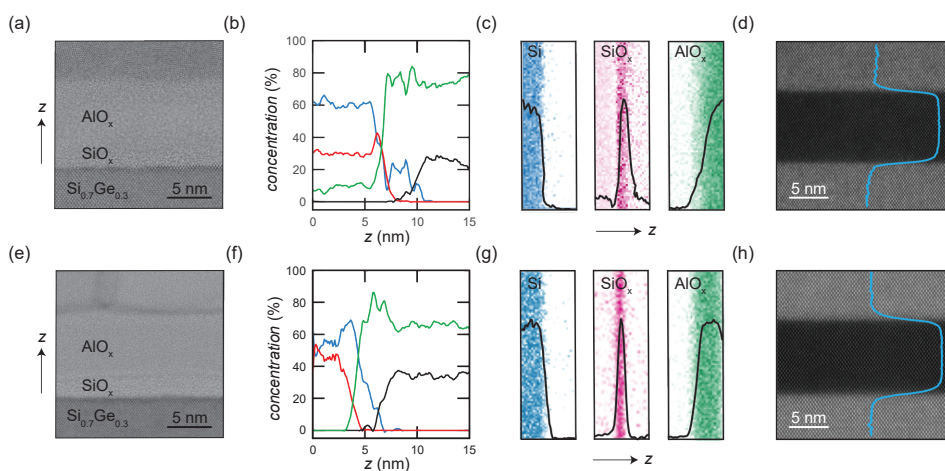 (a)
z
AlOₓ
SiOₓ
Si₀.₇Ge₀.₃
5 nm
(b)
concentration (%)
100
80
60
40
20
0
0 5 10 15
z (nm)
(c)
Si
SiOₓ
AlOₓ
z
(d)
5 nm
(e)
z
AlOₓ
SiOₓ
Si₀.₇Ge₀.₃
5 nm
(f)
concentration (%)
100
80
60
40
20
0
0 5 10 15
z (nm)
(g)
Si
SiOₓ
AlOₓ
z
(h)
5 nm